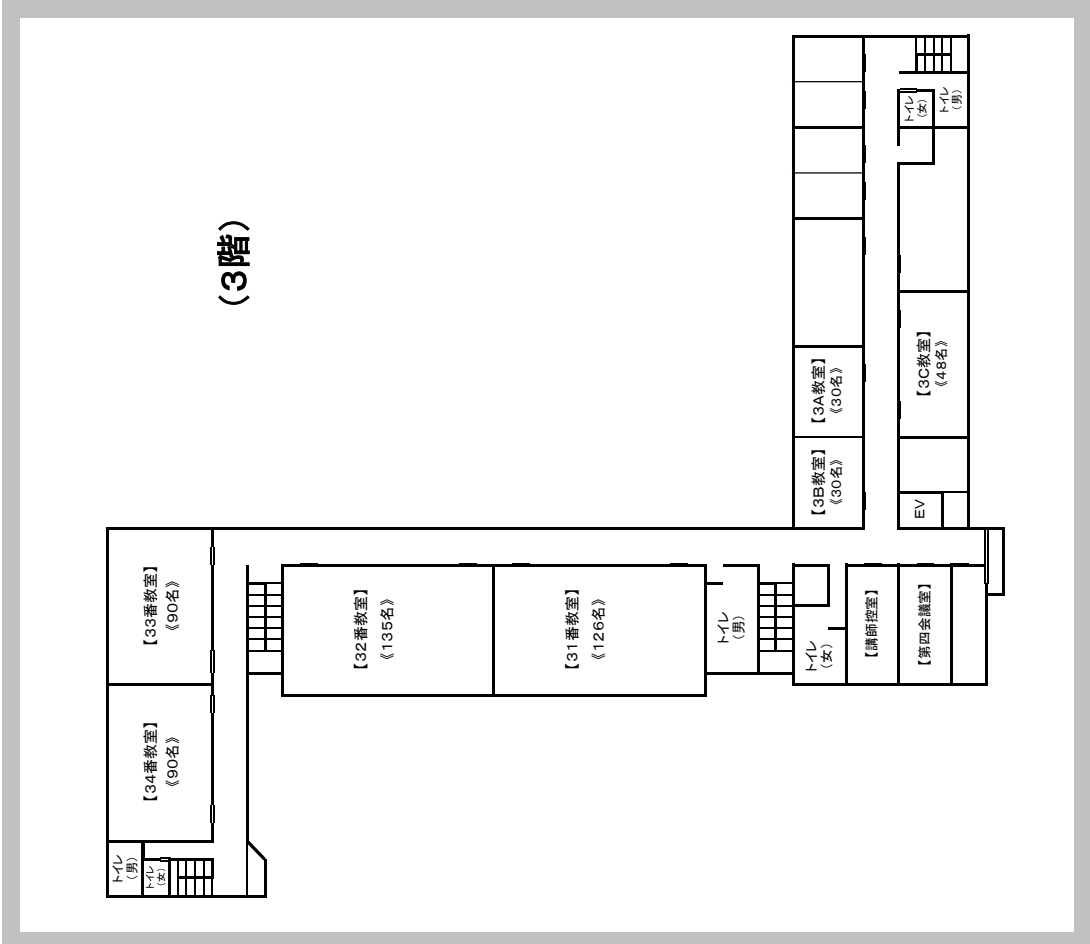 （3階）
トイレ
（女）
トイレ
（男）
【3A教室】
《30名》
【3C教室】
《48名》
【3B教室】
《30名》
EV
【33番教室】
《90名》
【32番教室】
《135名》
【31番教室】
《126名》
トイレ
（男）
トイレ
（女）
【講師控室】
【第四会議室】
【34番教室】
《90名》
トイレ
（男）
トイレ
（女）